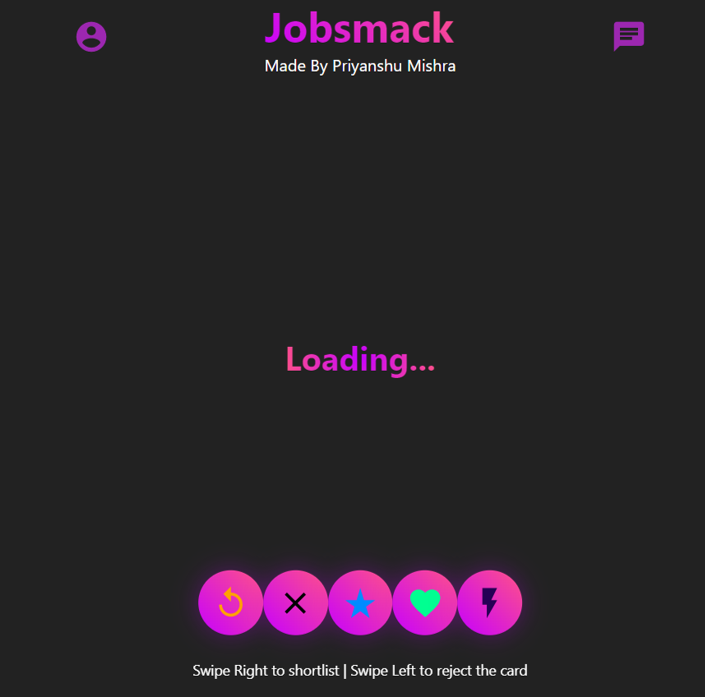 Jobsmack
Made By Priyanshu Mishra
Loading...
Swipe Right to shortlist | Swipe Left to reject the card